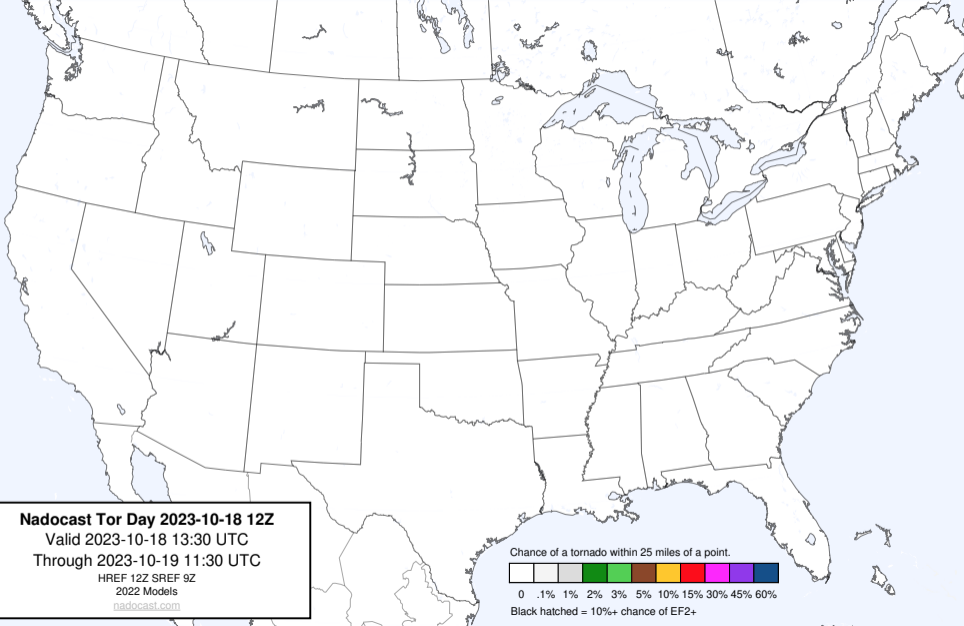 Nadocast Tor Day 2023-10-18 12Z
Valid 2023-10-18 13:30 UTC
Through 2023-10-19 11:30 UTC
HREF 12Z SREF 9Z
2022 Models
nadocast.com
Chance of a tornado within 25 miles of a point.
0 .1% 1% 2% 3% 5% 10% 15% 30% 45% 60%
Black hatched = 10%+ chance of EF2+